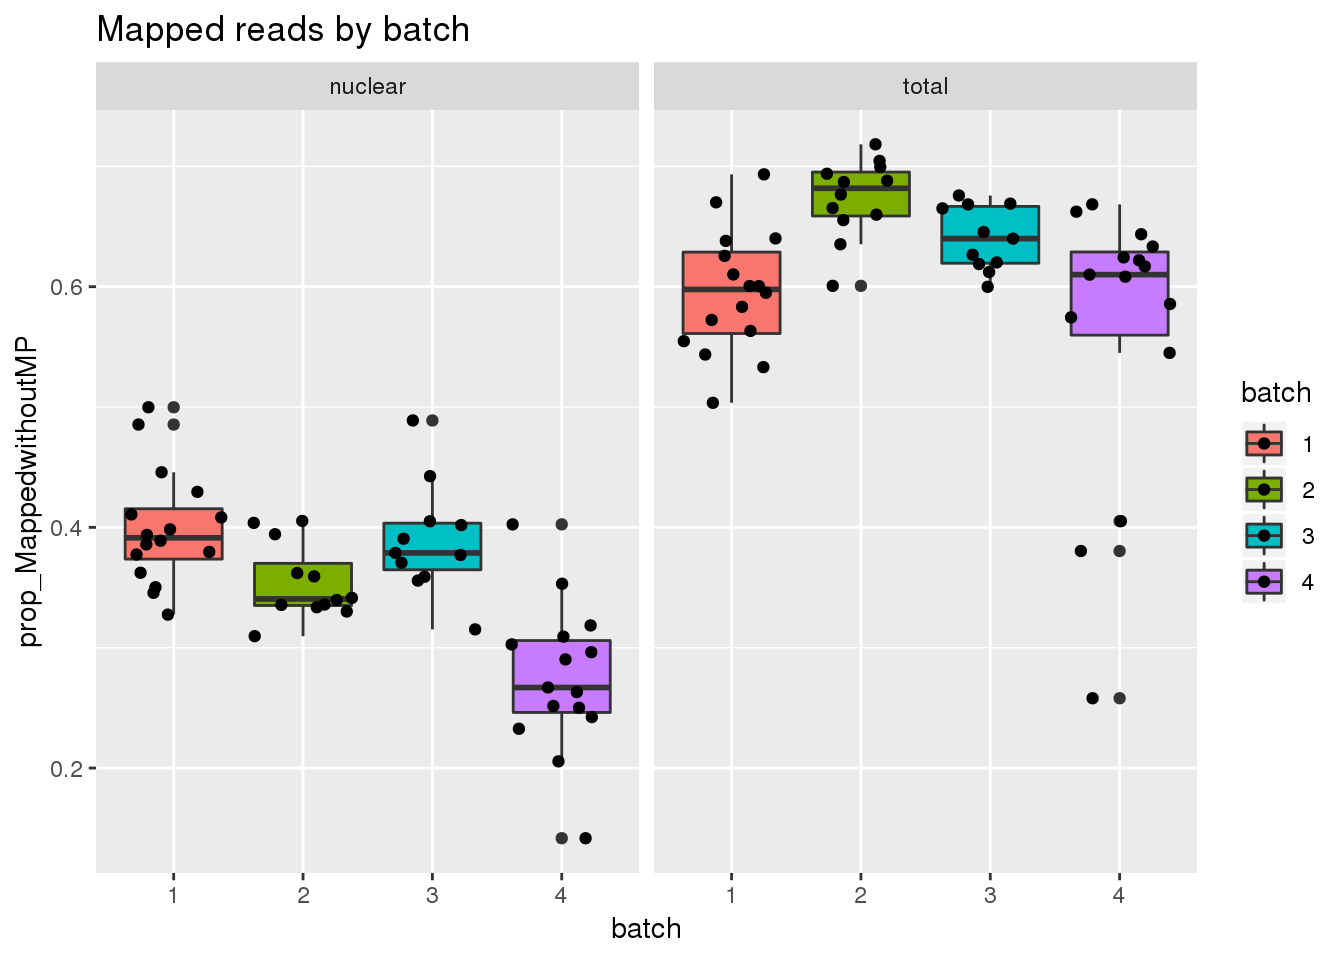 Mapped reads by batch
nuclear
total
prop_MappedwithoutMP
0.6
0.4
0.2
1 2 3 4
1 2 3 4
batch
batch
1
2
3
4